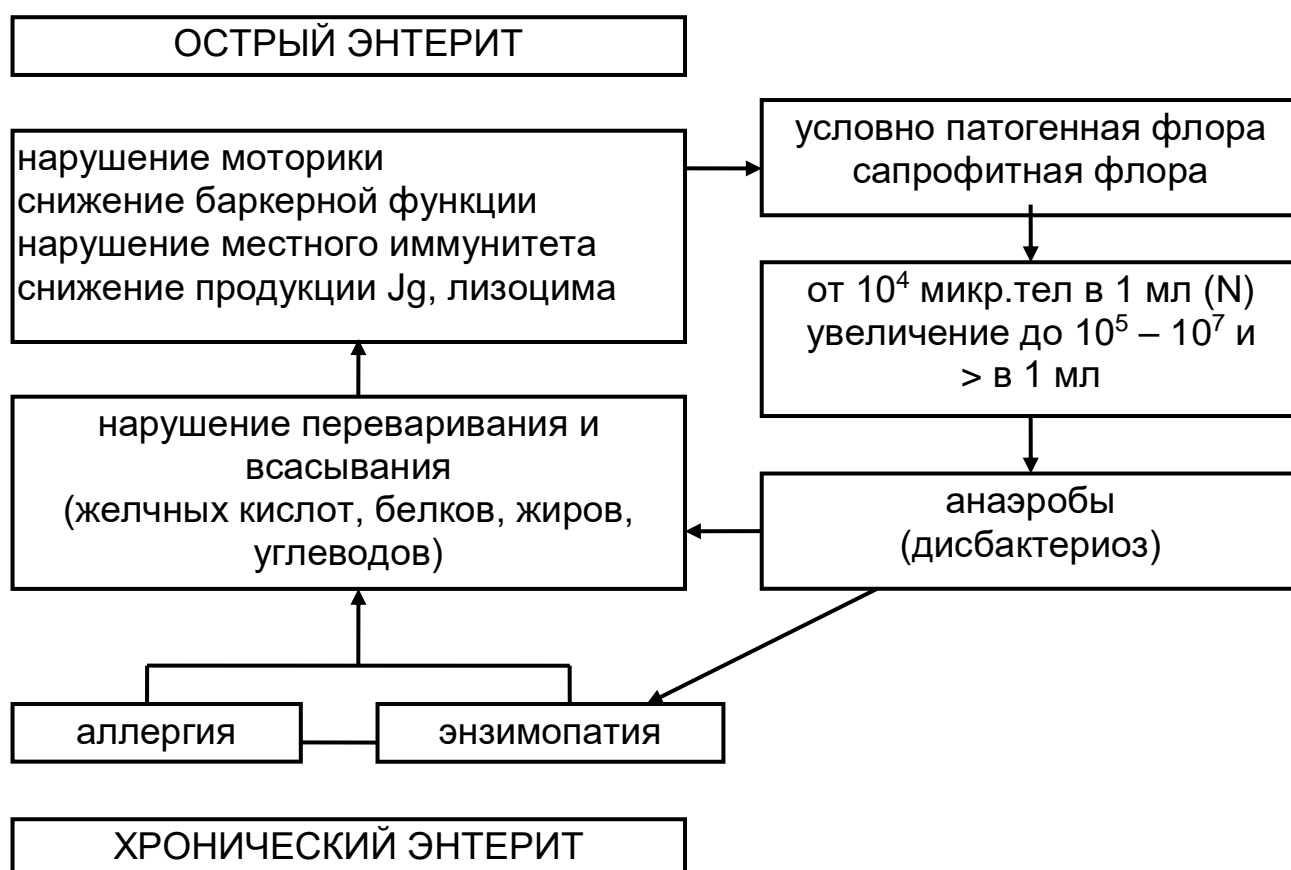 ОСТРЫЙ ЭНТЕРИТ
нарушение моторики
снижение баркерной функции
нарушение местного иммунитета
снижение продукции Jg, лизоцима
условно патогенная флора
сапрофитная флора
от 10⁴ микр.тел в 1 мл (N)
увеличение до 10⁵ – 10⁷ и
> в 1 мл
нарушение переваривания и
всасывания
(желчных кислот, белков, жиров,
углеводов)
анаэробы
(дисбактериоз)
аллергия
энзимопатия
ХРОНИЧЕСКИЙ ЭНТЕРИТ